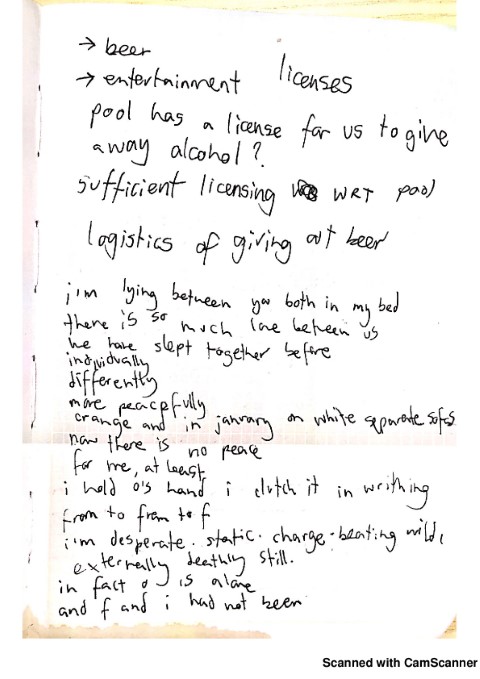 → beer
→ entertainment licenses
pool has a license for us to give
away alcohol?
sufficient licensing WRT pool
logistics of giving out beer
i'm lying between you both in my bed
there is so much love between us
we have slept together before
individually
differently
more peacefully
orange and in january on white separate sofas
now there is no peace
for me, at least
i hold o's hand i clutch it in writhing
from to from to f
i'm desperate. static. charge. beating wild,
externally deathly still.
in fact o is alone
and f and i had not been
Scanned with CamScanner